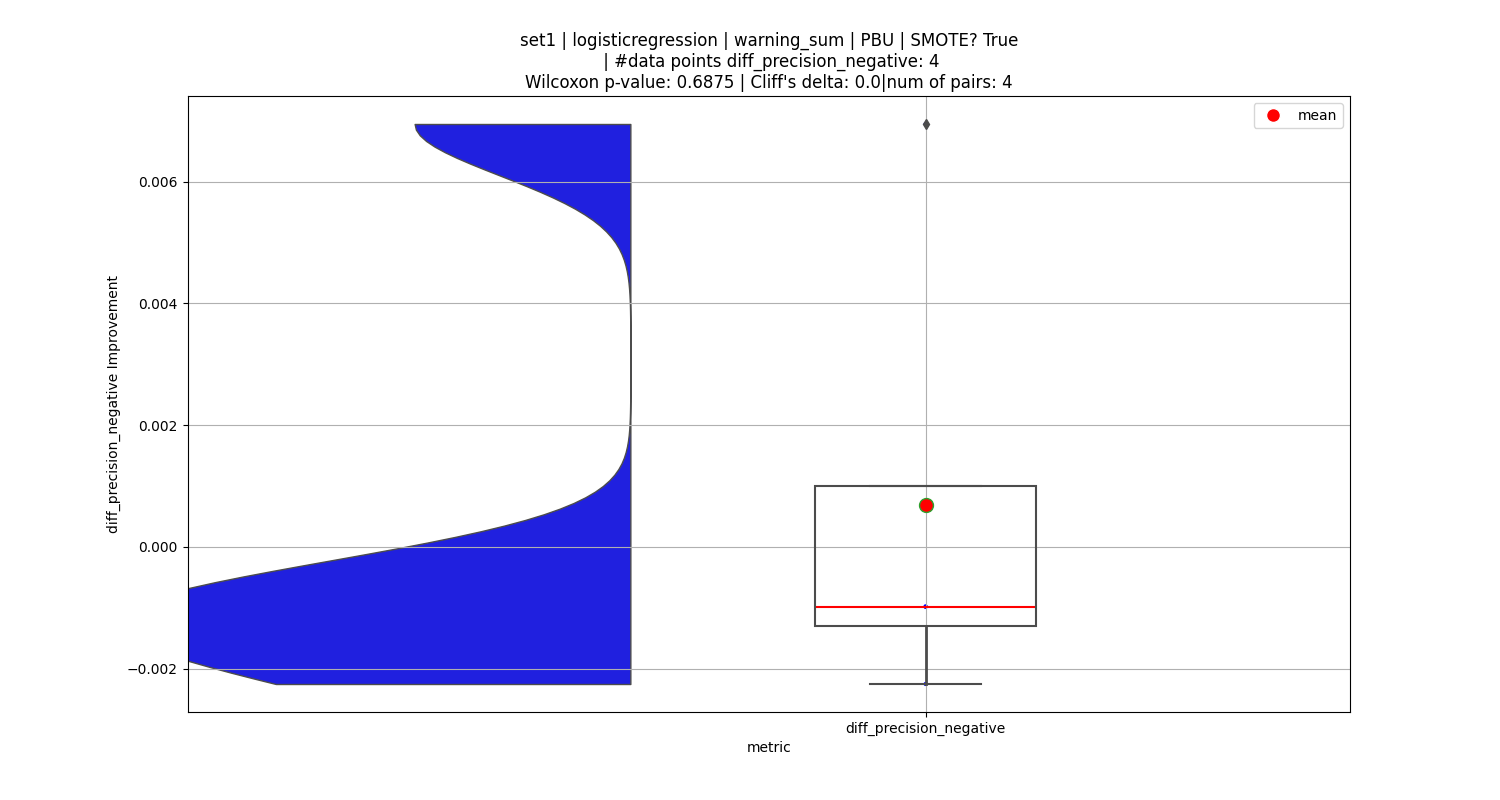 set1 | logisticregression | warning_sum | PBU | SMOTE? True
| #data points diff_precision_negative: 4
Wilcoxon p-value: 0.6875 | Cliff's delta: 0.0|num of pairs: 4
mean
0.006
0.004
0.002
0.000
−0.002
diff_precision_negative Improvement
diff_precision_negative
metric